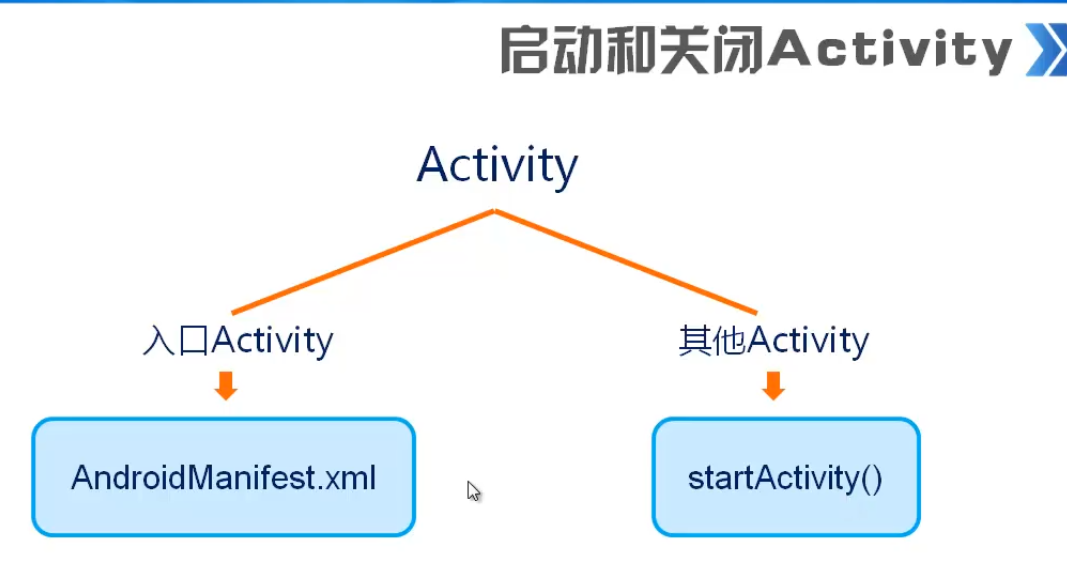 启动和关闭Activity
Activity
入口Activity
其他Activity
AndroidManifest.xml
startActivity()